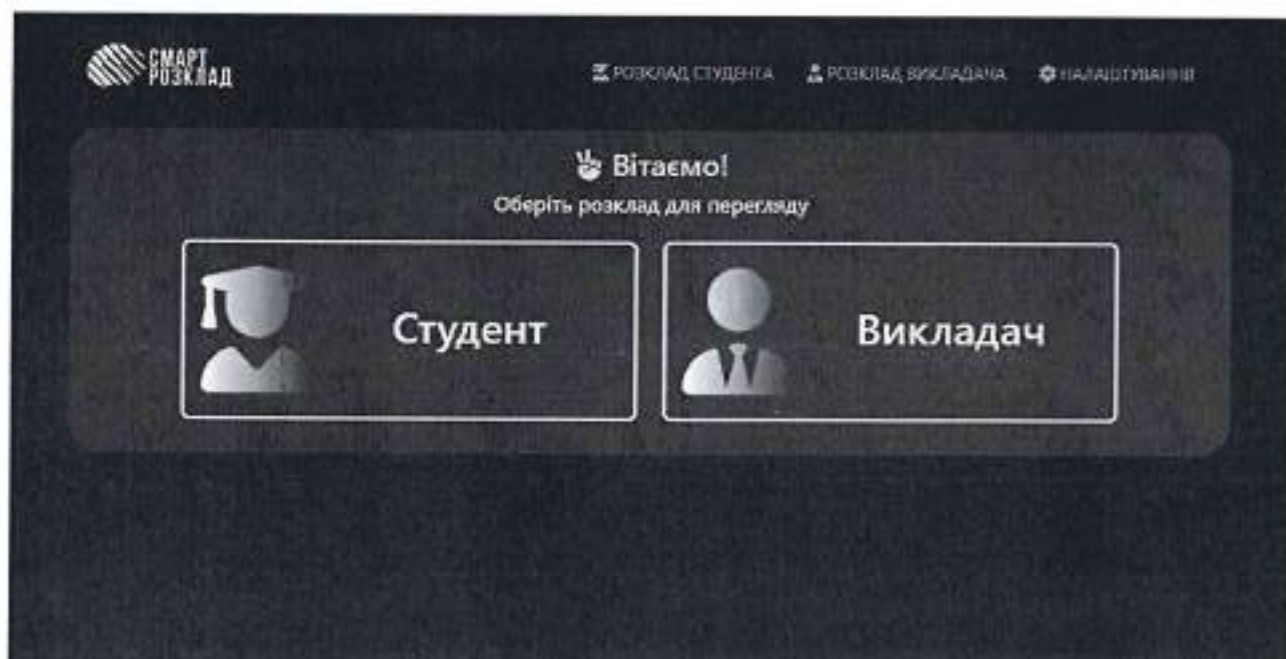 СМАРТ
РОЗКЛАД
РОЗКЛАД СТУДЕНТА РОЗКЛАД ВИКЛАДАЧА НАЛАШТУВАННЯ
Вітаємо!
Оберіть розклад для перегляду
Студент Викладач